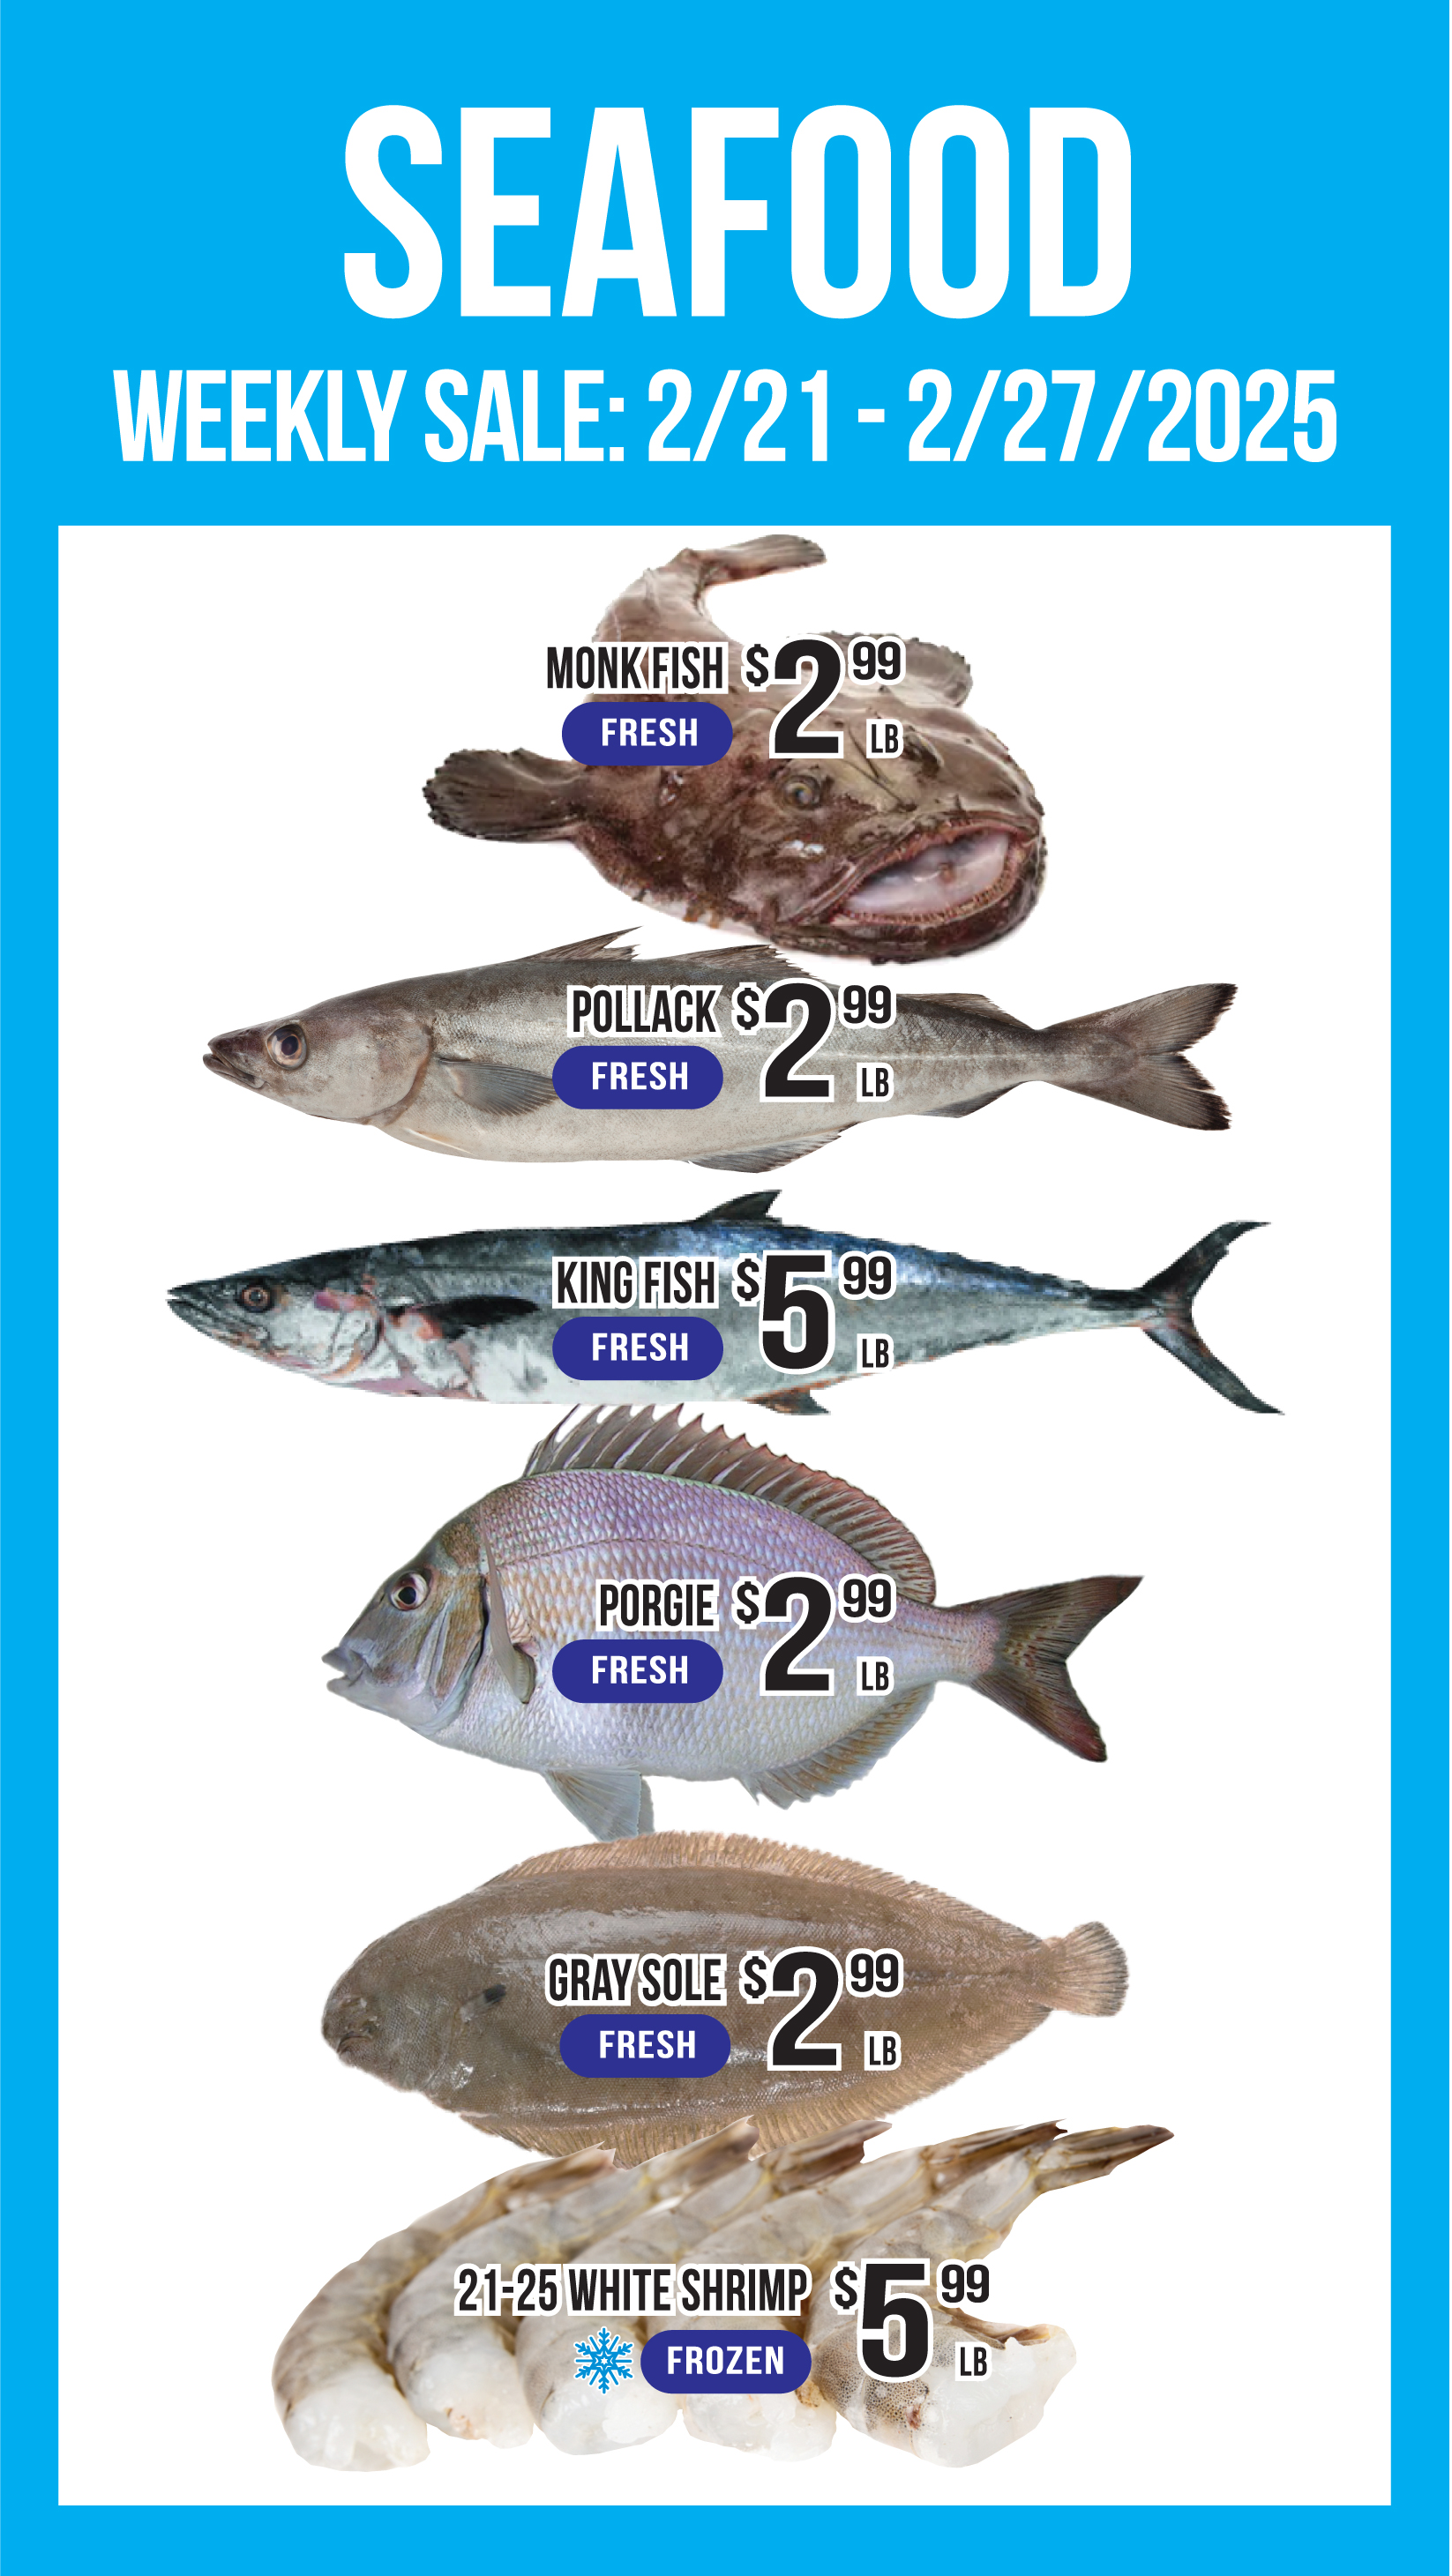 SEAFOOD
WEEKLY SALE: 2/21 - 2/27/2025
MONK FISH $2 99
FRESH LB
POLLACK $2 99
FRESH LB
KING FISH $5 99
FRESH LB
PORGIE $2 99
FRESH LB
GRAY SOLE $2 99
FRESH LB
21-25 WHITE SHRIMP $5 99
FROZEN LB